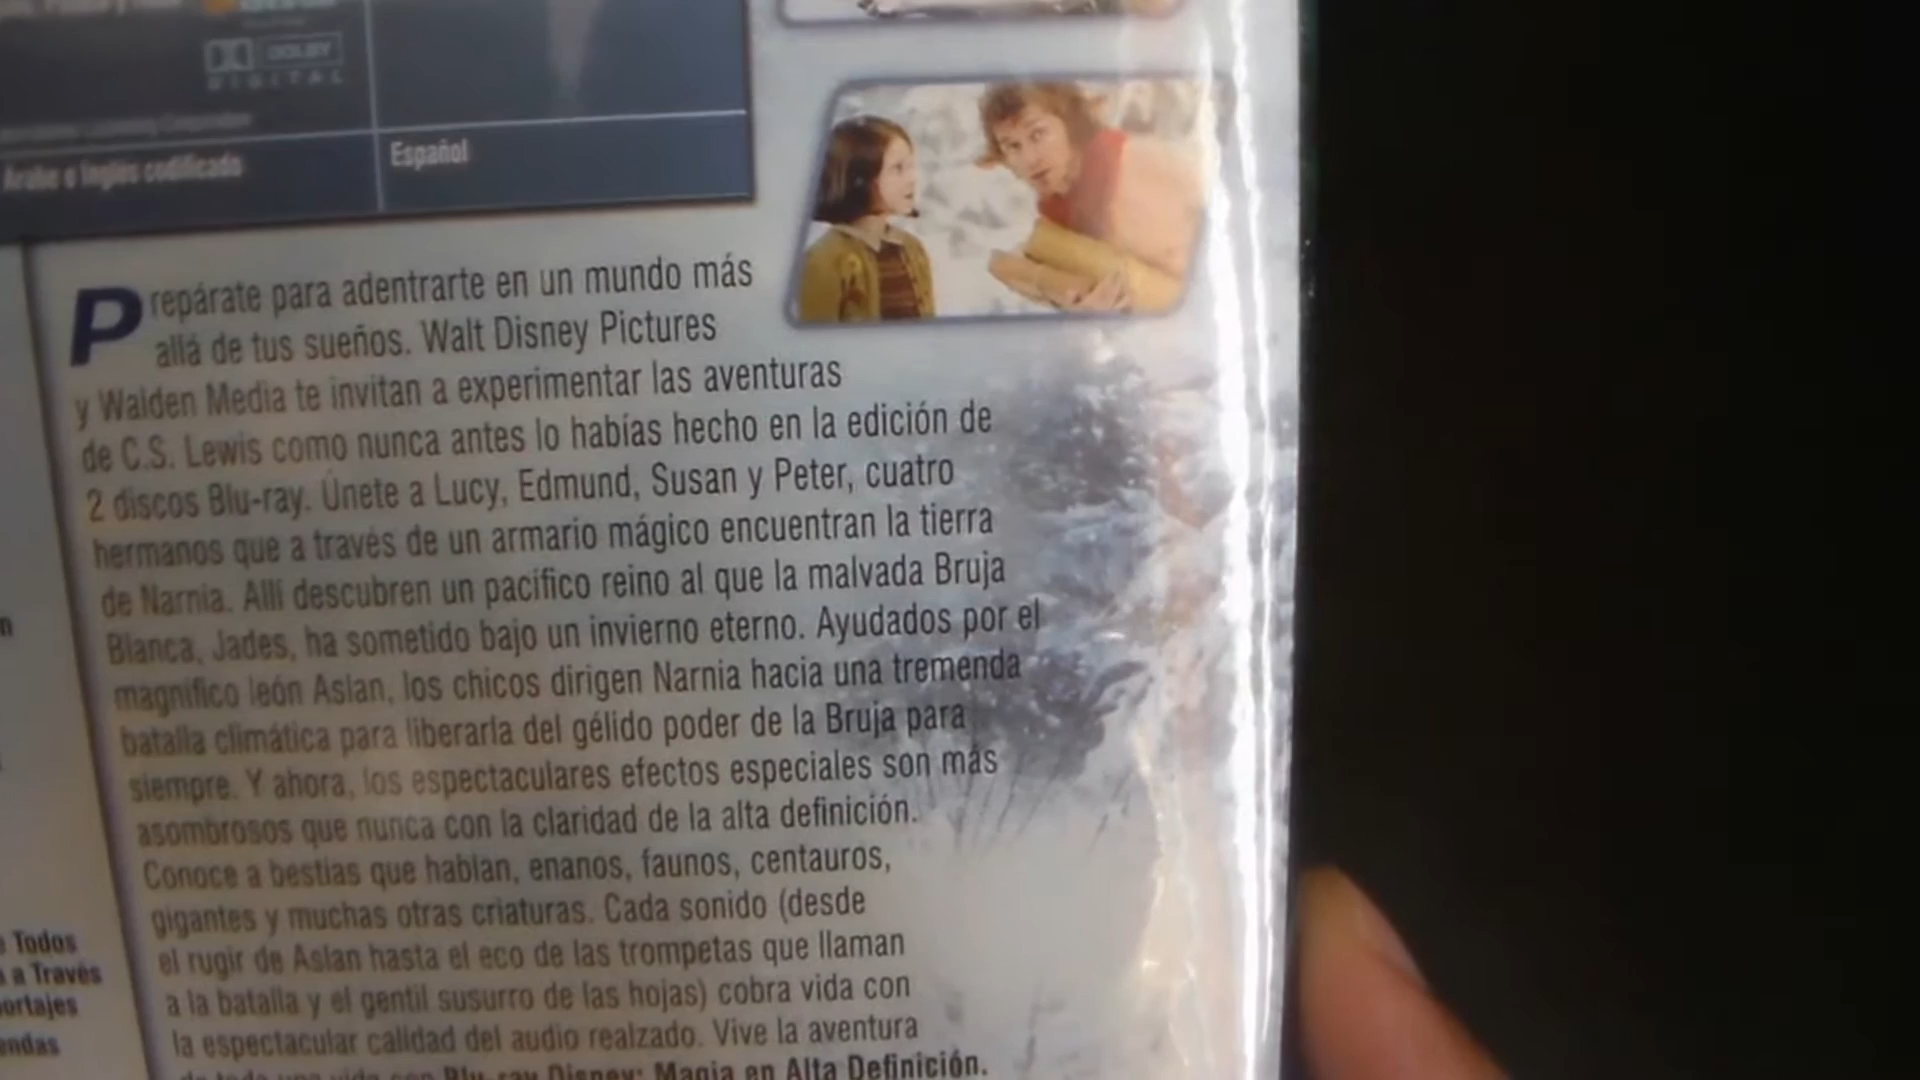 DOLBY
DIGITAL
Árabe o Inglés codificado
Español
Prepárate para adentrarte en un mundo más
allá de tus sueños. Walt Disney Pictures
y Walden Media te invitan a experimentar las aventuras
de C.S. Lewis como nunca antes lo habías hecho en la edición de
2 discos Blu-ray. Únete a Lucy, Edmund, Susan y Peter, cuatro
hermanos que a través de un armario mágico encuentran la tierra
de Narnia. Allí descubren un pacífico reino al que la malvada Bruja
Blanca, Jades, ha sometido bajo un invierno eterno. Ayudados por el
magnífico león Aslan, los chicos dirigen Narnia hacia una tremenda
batalla climática para liberarla del gélido poder de la Bruja para
siempre. Y ahora, los espectaculares efectos especiales son más
asombrosos que nunca con la claridad de la alta definición.
Conoce a bestias que hablan, enanos, faunos, centauros,
gigantes y muchas otras criaturas. Cada sonido (desde
el rugir de Aslan hasta el eco de las trompetas que llaman
a la batalla y el gentil susurro de las hojas) cobra vida con
la espectacular calidad del audio realzado. Vive la aventura
de toda una vida con Blu-ray Disney: Magia en Alta Definición.
Todos
a Través